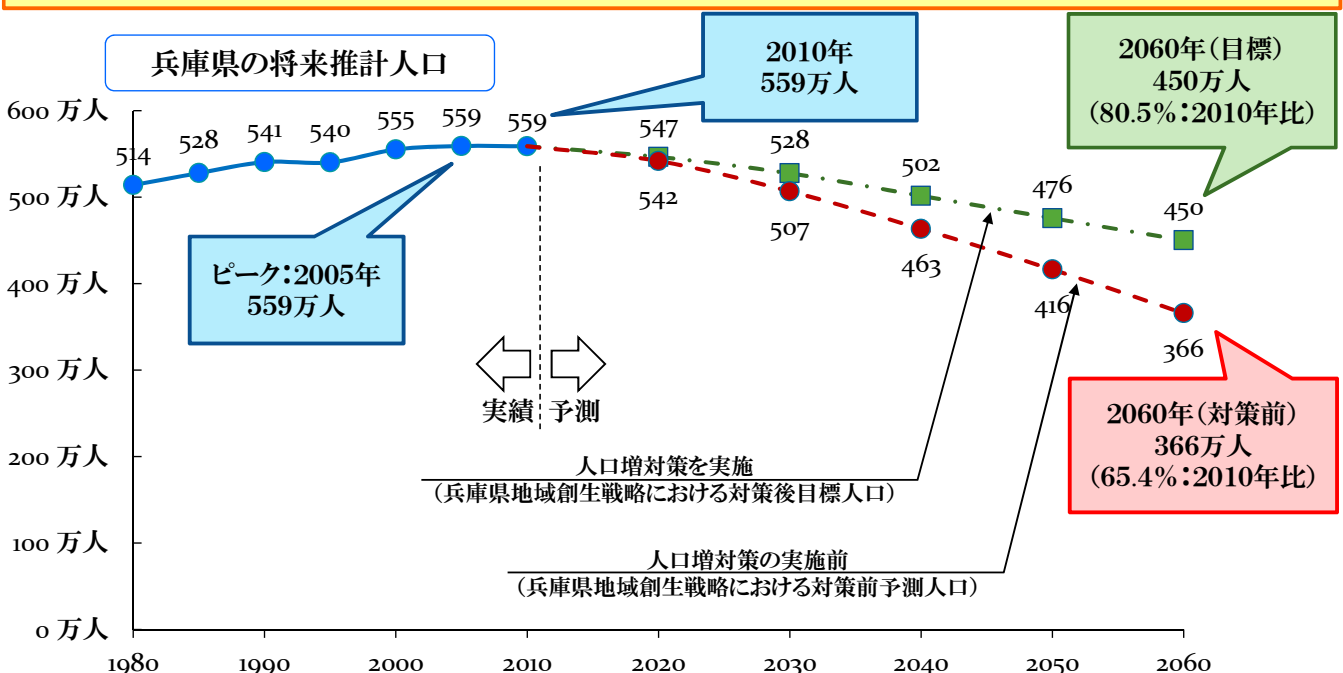 兵庫県の将来推計人口
2010年
559万人
2060年（目標）
450万人
（80.5%：2010年比）
600 万人
500 万人
400 万人
300 万人
200 万人
100 万人
0 万人
514
528
541
540
555
559
559
547
528
502
476
450
542
507
463
416
366
ピーク：2005年
559万人
実績
予測
2060年（対策前）
366万人
（65.4%：2010年比）
人口増対策を実施
（兵庫県地域創生戦略における対策後目標人口）
人口増対策の実施前
（兵庫県地域創生戦略における対策前予測人口）
1980
1990
2000
2010
2020
2030
2040
2050
2060